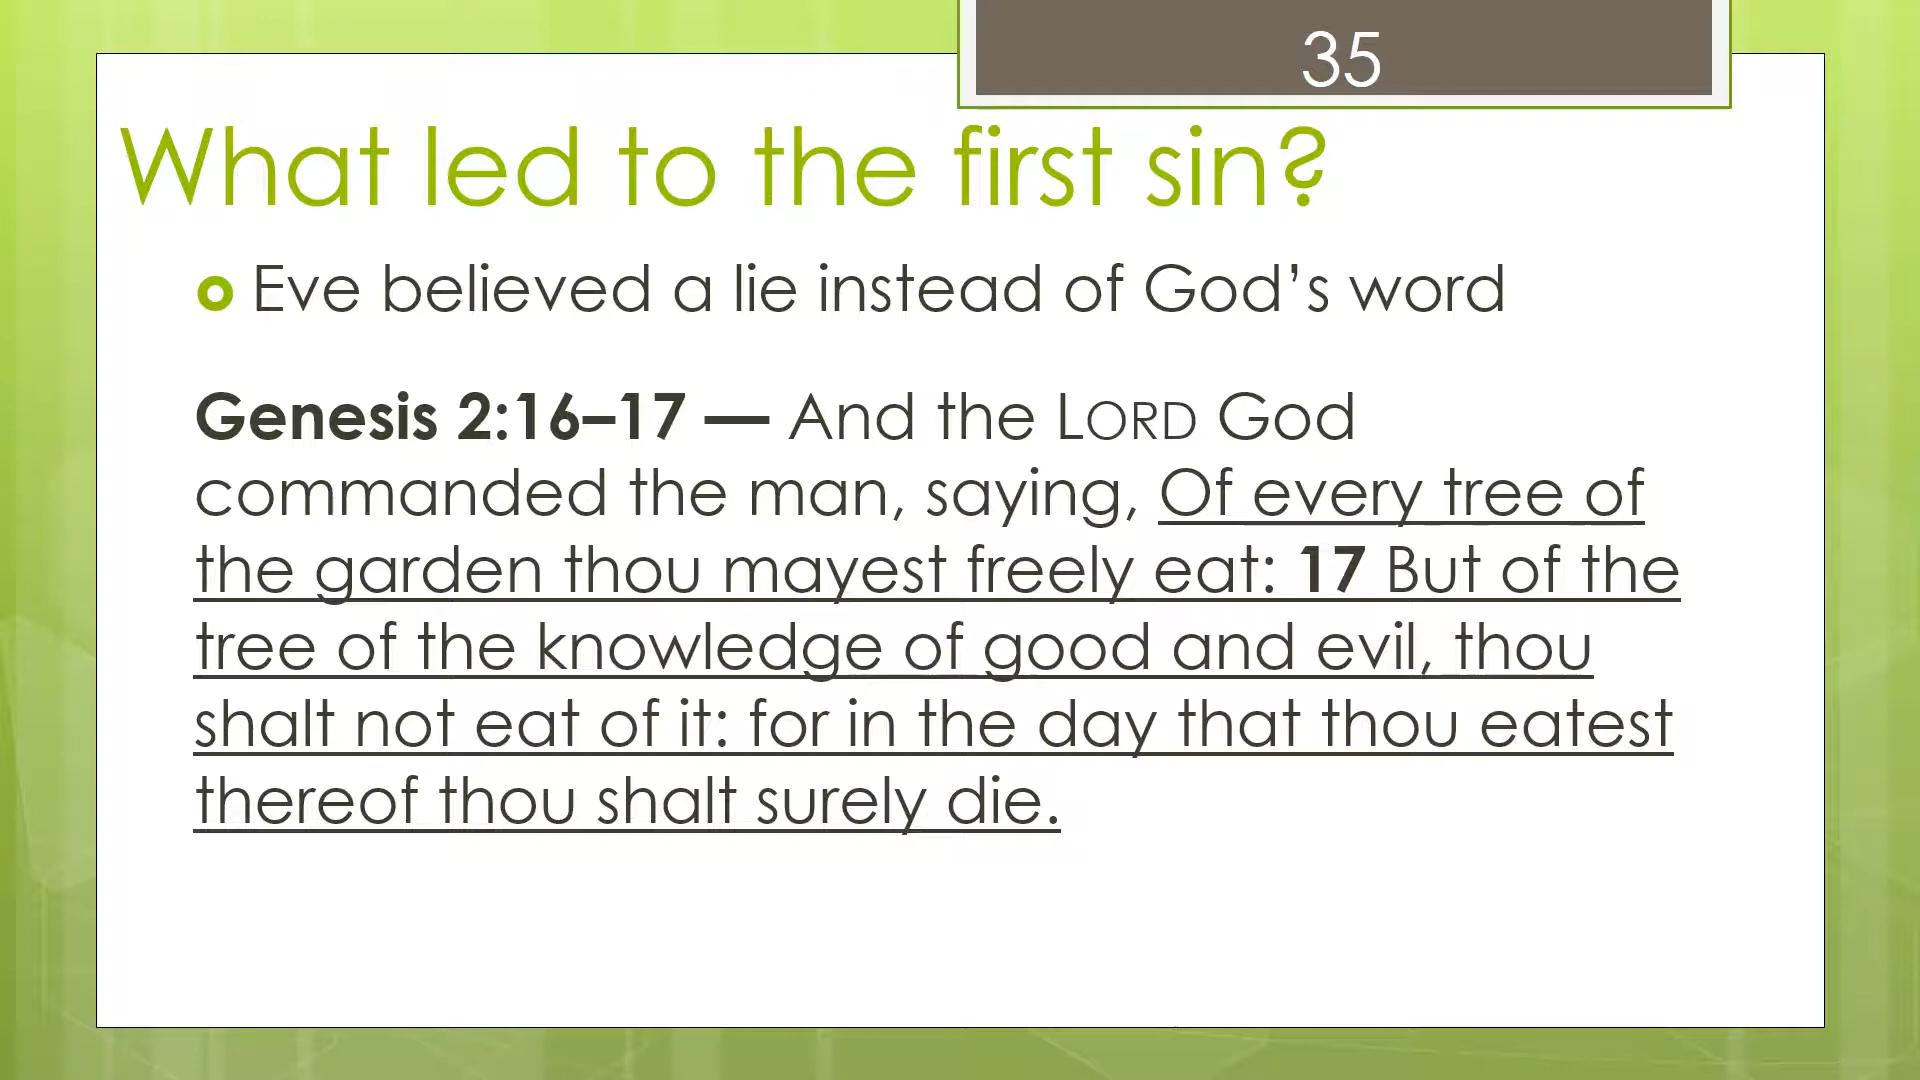 35
What led to the first sin?
Eve believed a lie instead of God’s word
Genesis 2:16–17 — And the LORD God
commanded the man, saying, Of every tree of
the garden thou mayest freely eat: 17 But of the
tree of the knowledge of good and evil, thou
shalt not eat of it: for in the day that thou eatest
thereof thou shalt surely die.